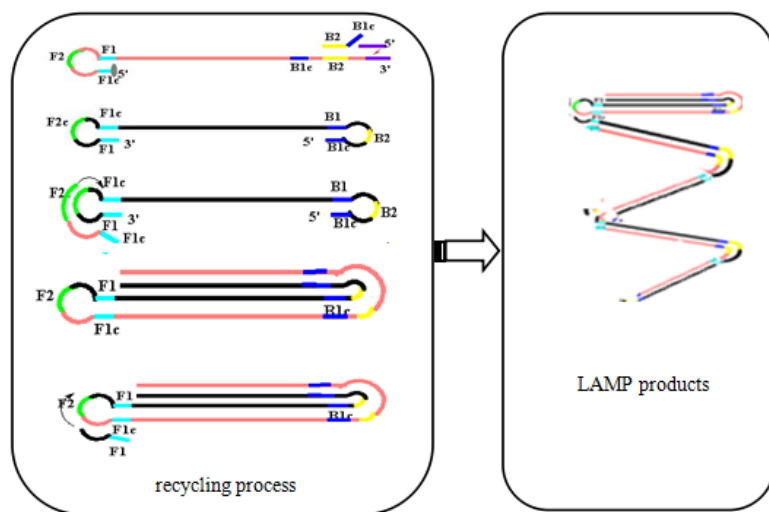 B1c
F2 F1 B2 5'
F1c 5' B1c B2 3'
F1c B1
F2c
F1 3' 5' B1c B2
F1c B1
F2
F1 3' 5' B1c B2
F1c
F1
F2
F1c B1c
F1
F2
F1c B1c
F1
recycling process
LAMP products